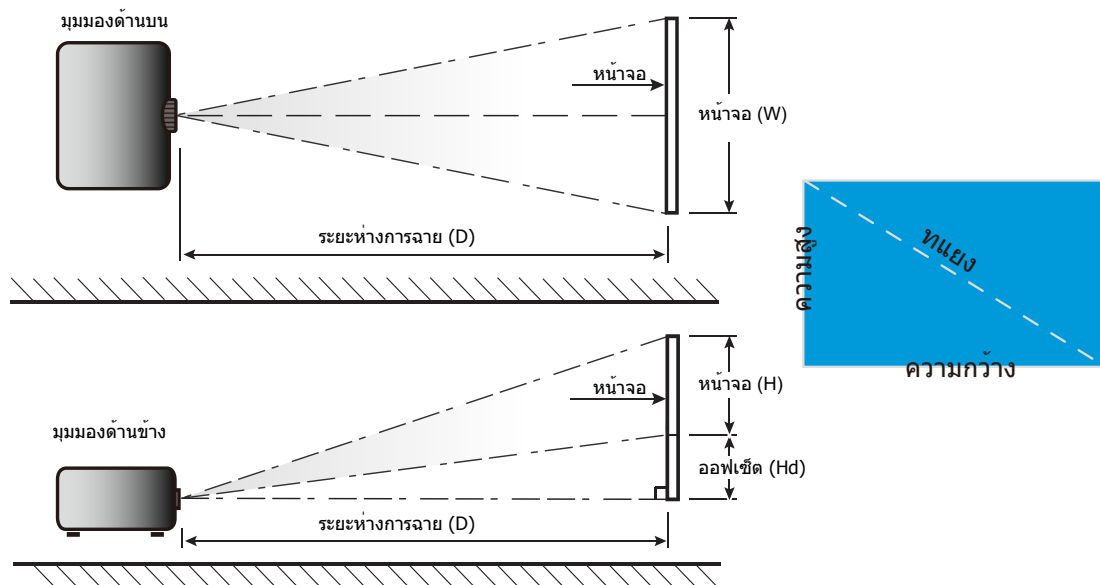 มุมมองด้านบน
หน้าจอ
หน้าจอ (W)
ระยะห่างการฉาย (D)
ความสูง
ทแยง
ความกว้าง
มุมมองด้านข้าง
หน้าจอ
หน้าจอ (H)
ออฟเซ็ต (Hd)
ระยะห่างการฉาย (D)